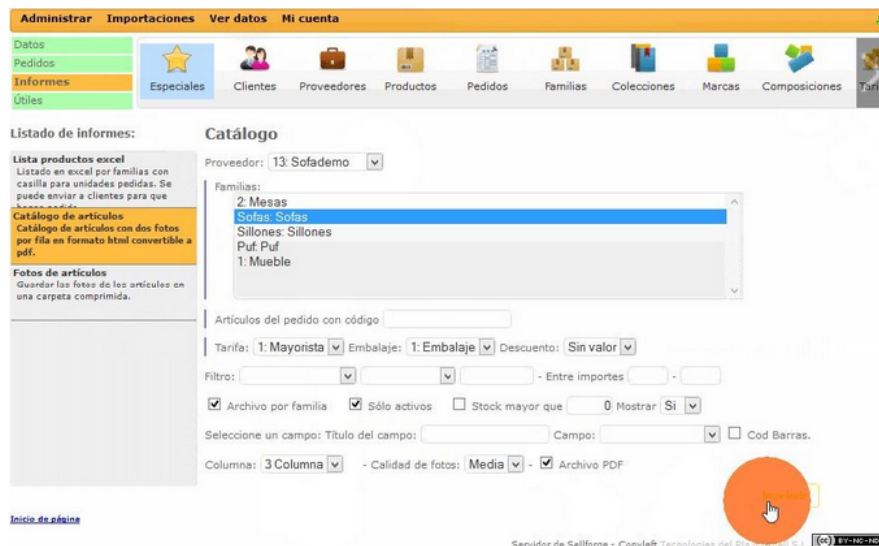 Administrar Importaciones Ver datos Mi cuenta
Datos
Pedidos
Informes
Útiles
Especiales Clientes Proveedores Productos Pedidos Familias Colecciones Marcas Composiciones
Listado de informes:
Lista productos excel
Listado en excel por familias con
casilla para unidades pedidas. Se
puede enviar a clientes para que
Catálogo de artículos
Catálogo de artículos con dos fotos
por fila en formato html convertible a
pdf.
Fotos de artículos
Guardar las fotos de los artículos en
una carpeta comprimida.
Catálogo
Proveedor: 13: Sofademo
Familias:
2: Mesas
Sofas: Sofas
Sillones: Sillones
Puf: Puf
1: Mueble
Artículos del pedido con código
Tarifa: 1: Mayorista Embalaje: 1: Embalaje Descuento: Sin valor
Filtro: - Entre importes -
Archivo por familia Sólo activos Stock mayor que 0 Mostrar Si
Seleccione un campo: Título del campo: Campo: Cod Barras.
Columna: 3 Columna - Calidad de fotos: Media - Archivo PDF
Inicio de página
Servidor de Sellforge - Copyleft Tecnologías del
(cc) BY-NC-ND